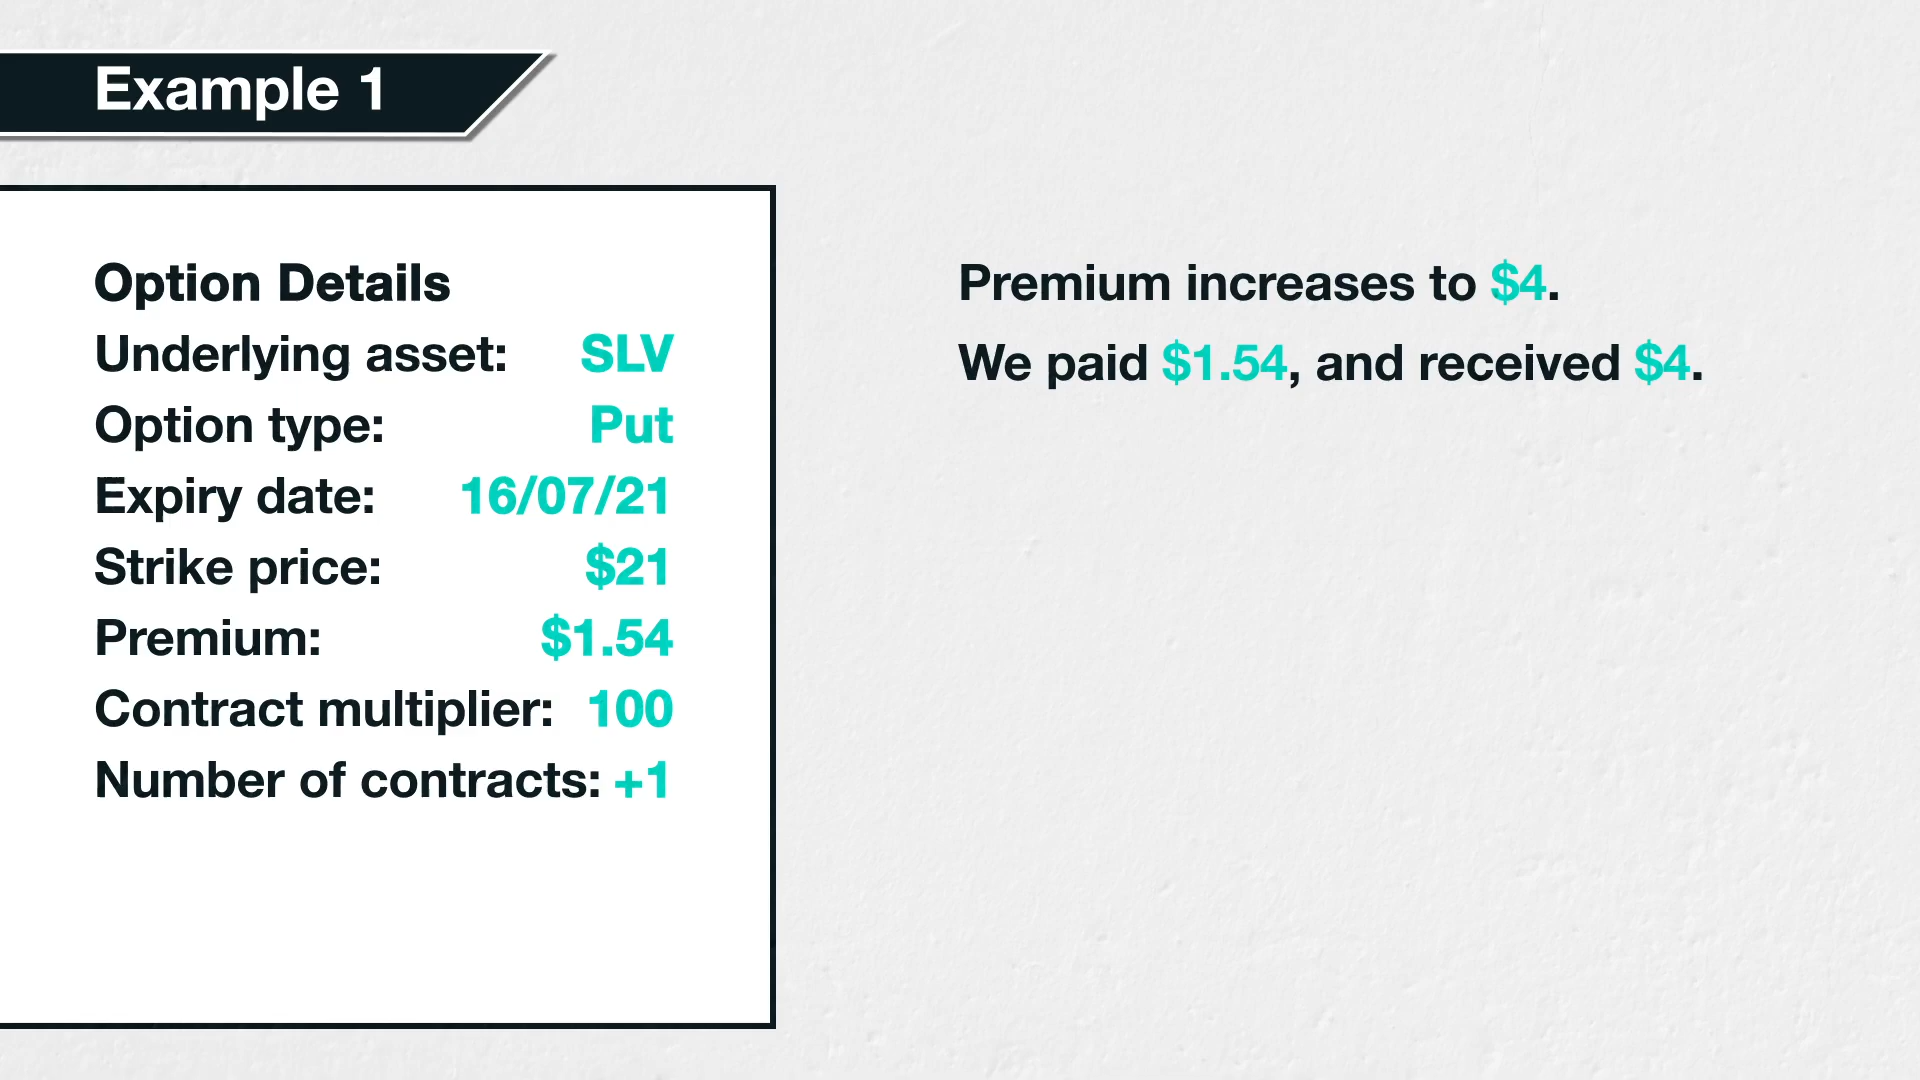 Example 1
Option Details
Underlying asset: SLV
Option type: Put
Expiry date: 16/07/21
Strike price: $21
Premium: $1.54
Contract multiplier: 100
Number of contracts: +1
Premium increases to $4.
We paid $1.54, and received $4.